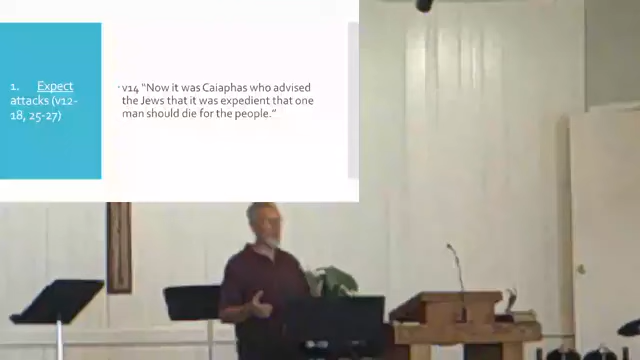 1. Expect
attacks (v12-
18, 25-27)
v14 “Now it was Caiaphas who advised
the Jews that it was expedient that one
man should die for the people.”